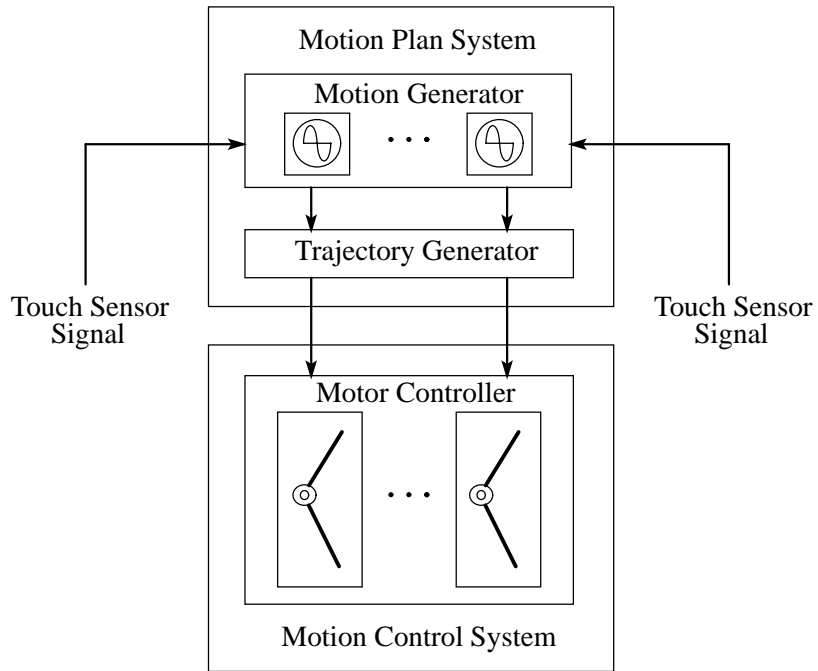 Motion Plan System
Motion Generator
Trajectory Generator
Touch Sensor
Signal
Touch Sensor
Signal
Motor Controller
Motion Control System